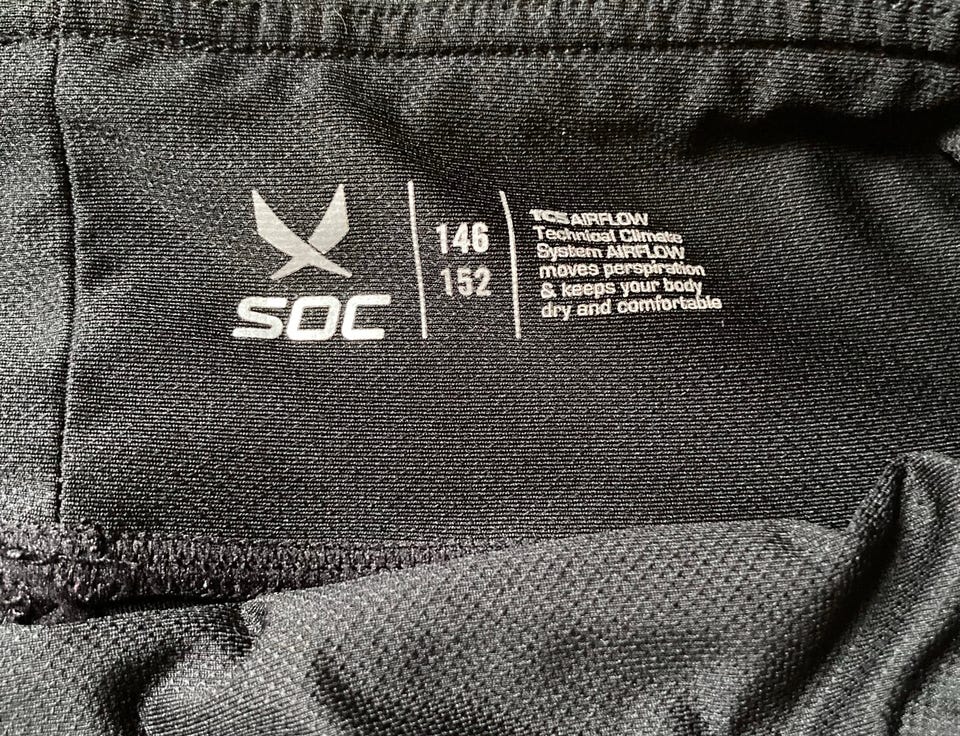 SOC
146
152
TCS AIRFLOW
Technical Climate
System AIRFLOW
moves perspiration
& keeps your body
dry and comfortable